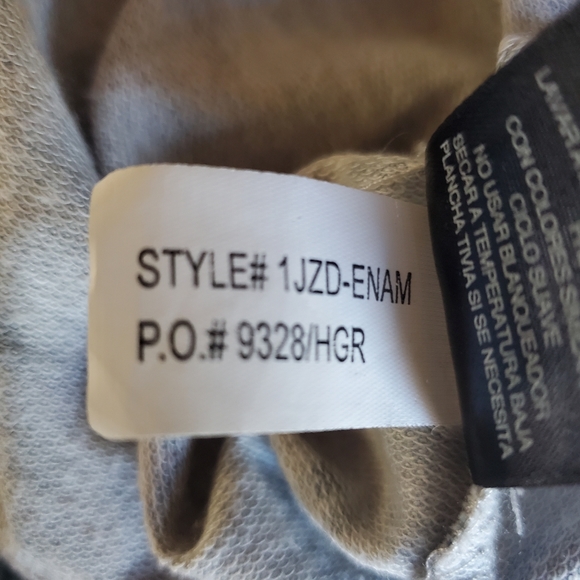 STYLE# 1JZD-ENAM
P.O.# 9328/HGR
CON COLORES
CICLO SUAVE
NO USAR BLANQUEADOR
SECAR A TEMPERATURA BAJA
PLANCHA TIVIA SI SE NECESITA